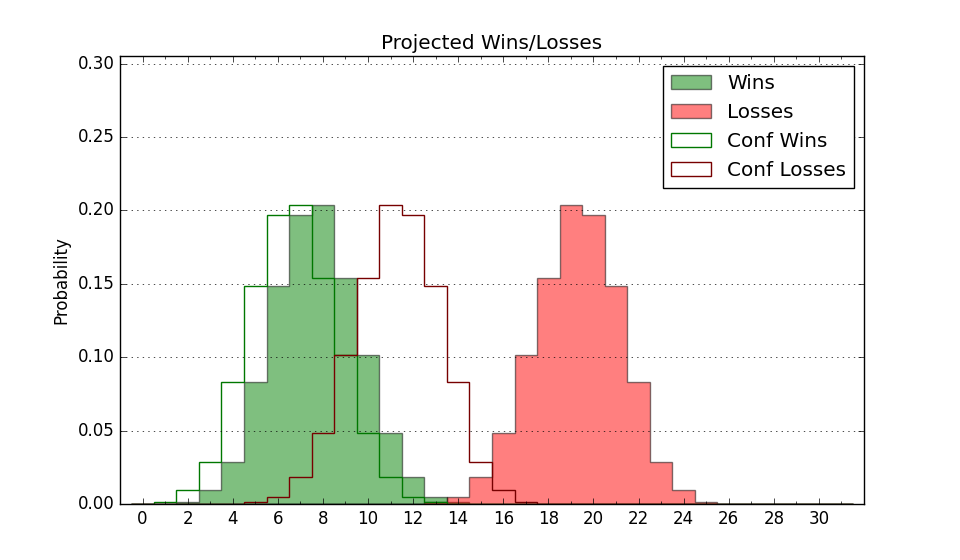 Projected Wins/Losses
Wins
Losses
Conf Wins
Conf Losses
Probability
0.30
0.25
0.20
0.15
0.10
0.05
0.00
0 2 4 6 8 10 12 14 16 18 20 22 24 26 28 30